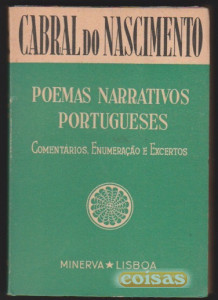 CABRAL DO NASCIMENTO
POEMAS NARRATIVOS
PORTUGUESES
COMENTÁRIOS, ENUMERAÇÃO E EXCERTOS
MINERVA ★ LISBOA
coisas